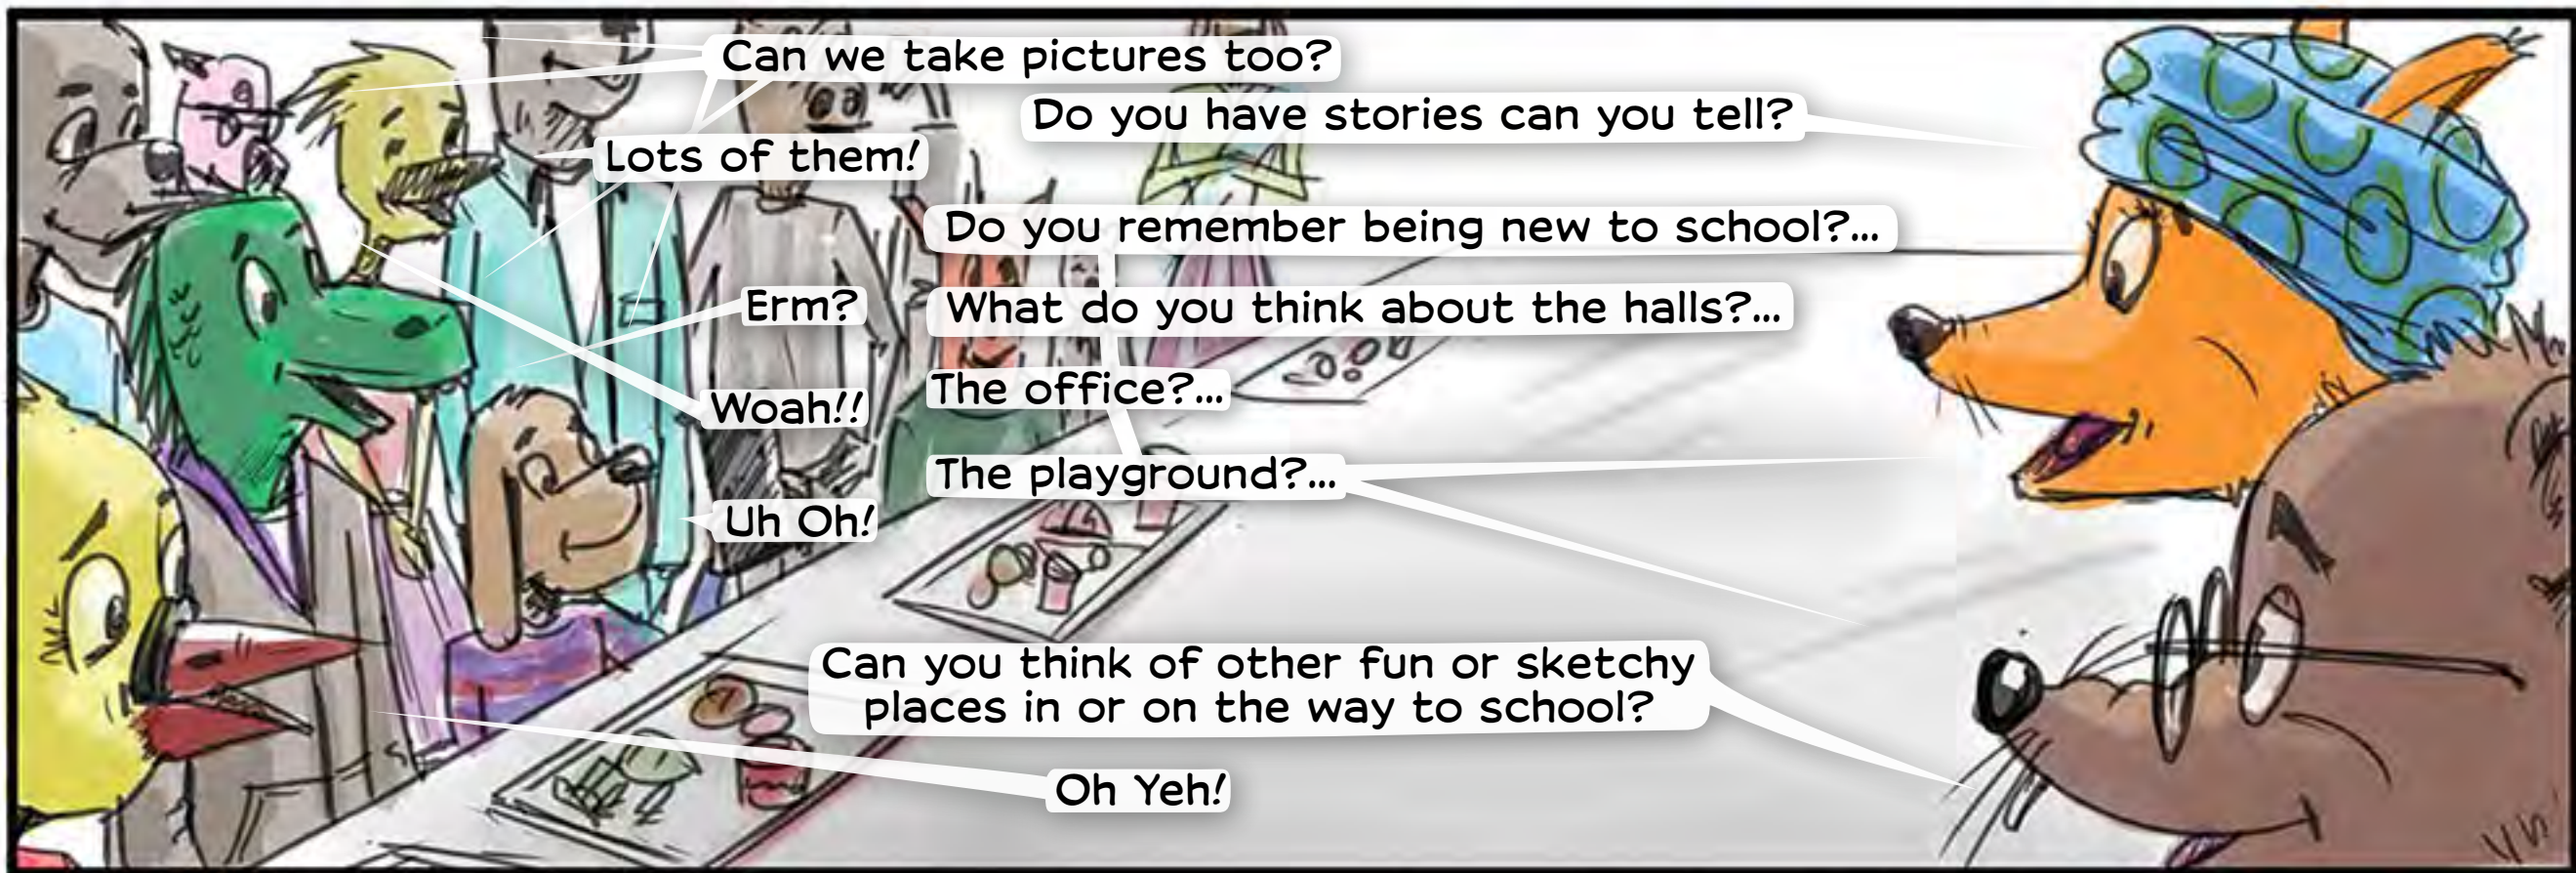 Can we take pictures too?
Do you have stories can you tell?
Lots of them!
Do you remember being new to school?...
Erm?
What do you think about the halls?...
Woah!!
The office?...
Uh Oh!
The playground?...
Can you think of other fun or sketchy
places in or on the way to school?
Oh Yeh!